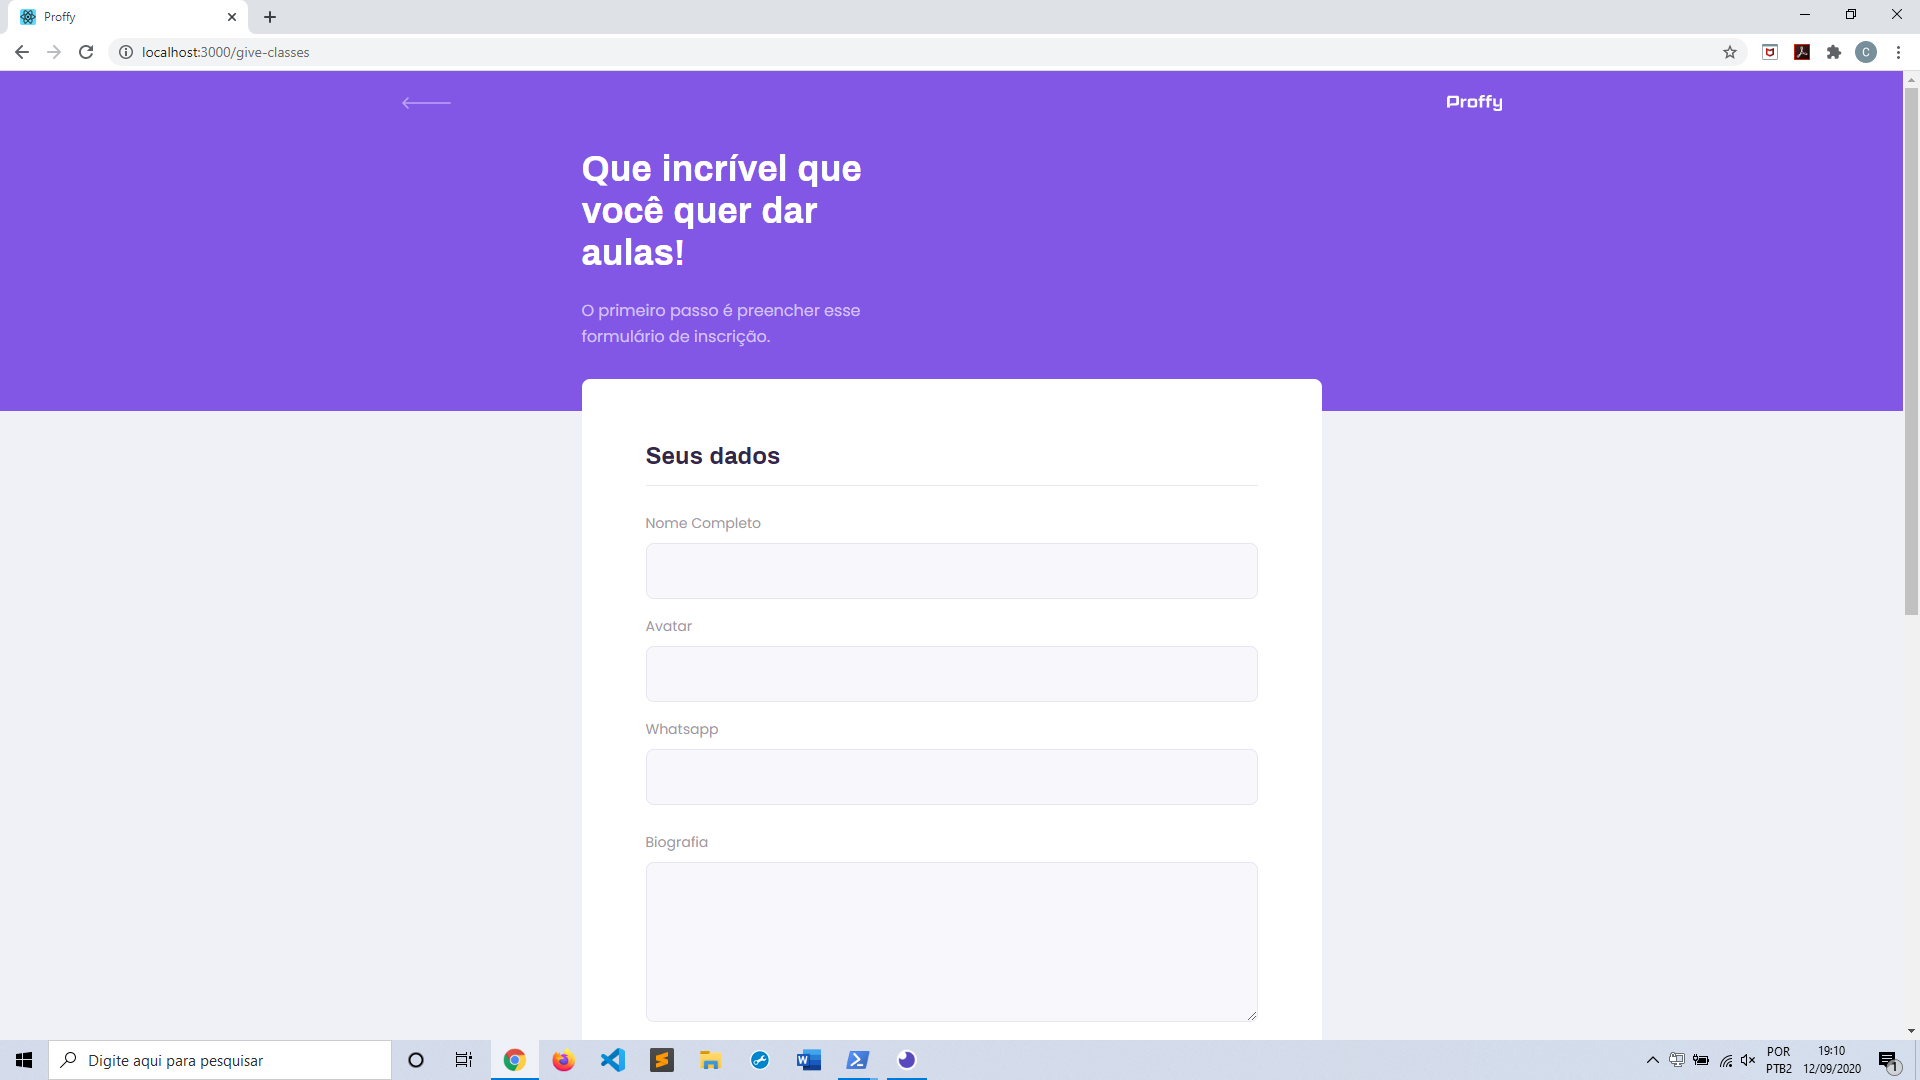 Proffy
localhost:3000/give-classes
C
Proffy
Que incrível que
você quer dar
aulas!
O primeiro passo é preencher esse
formulário de inscrição.
Seus dados
Nome Completo
Avatar
Whatsapp
Biografia
Digite aqui para pesquisar
POR
PTB2
19:10
12/09/2020
1